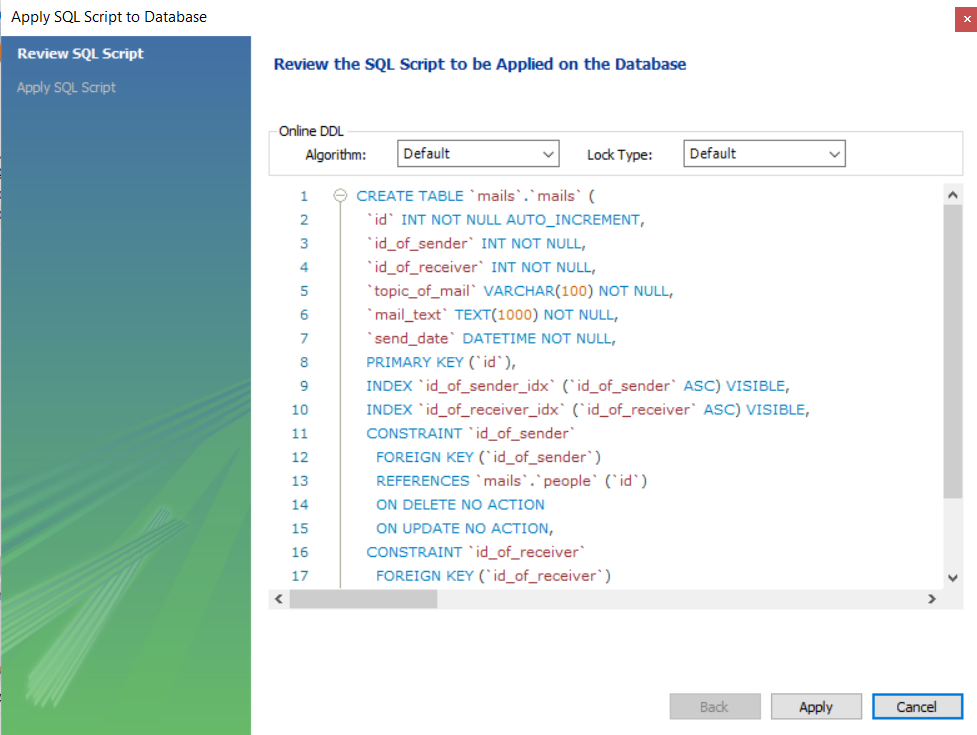 Apply SQL Script to Database
Review SQL Script
Apply SQL Script
Review the SQL Script to be Applied on the Database
Online DDL
Algorithm: Default Lock Type: Default
1 CREATE TABLE `mails`.`mails` (
2 `id` INT NOT NULL AUTO_INCREMENT,
3 `id_of_sender` INT NOT NULL,
4 `id_of_receiver` INT NOT NULL,
5 `topic_of_mail` VARCHAR(100) NOT NULL,
6 `mail_text` TEXT(1000) NOT NULL,
7 `send_date` DATETIME NOT NULL,
8 PRIMARY KEY (`id`),
9 INDEX `id_of_sender_idx` (`id_of_sender` ASC) VISIBLE,
10 INDEX `id_of_receiver_idx` (`id_of_receiver` ASC) VISIBLE,
11 CONSTRAINT `id_of_sender`
12 FOREIGN KEY (`id_of_sender`)
13 REFERENCES `mails`.`people` (`id`)
14 ON DELETE NO ACTION
15 ON UPDATE NO ACTION,
16 CONSTRAINT `id_of_receiver`
17 FOREIGN KEY (`id_of_receiver`)
Back Apply Cancel